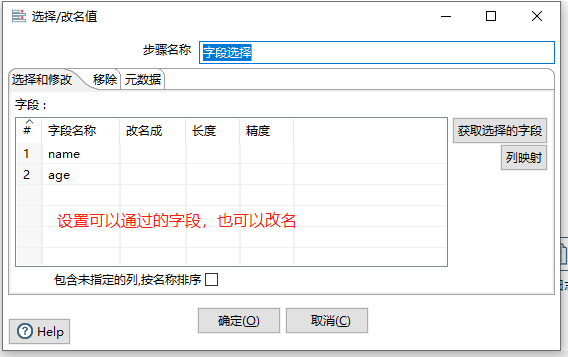 选择/改名值
步骤名称 字段选择
选择和修改 移除 元数据
字段：
# 字段名称 改名成 长度 精度
获取选择的字段
1 name
列映射
2 age
设置可以通过的字段，也可以改名
包含未指定的列,按名称排序
确定(O) 取消(C)
Help